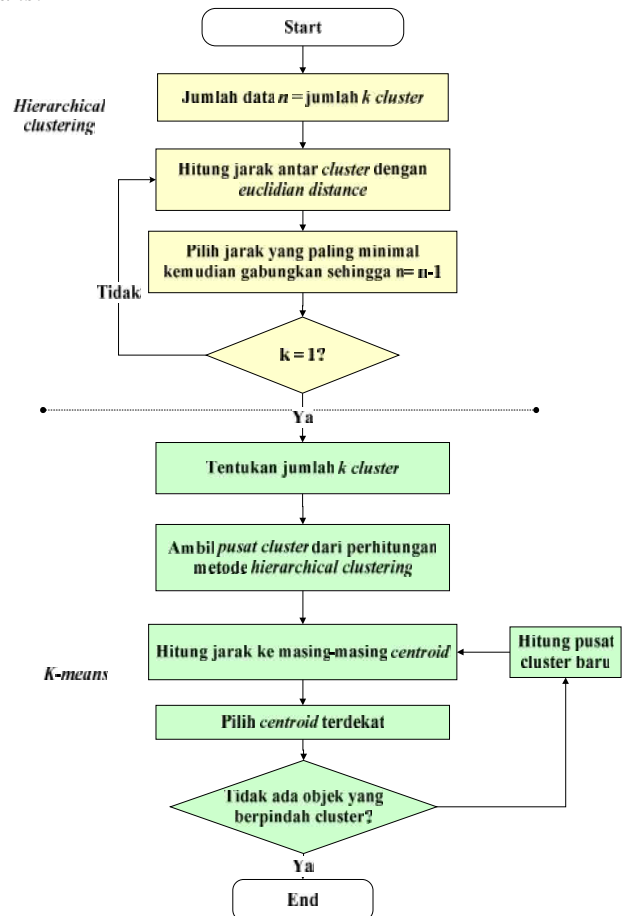 Start
Hierarchical
clustering
Jumlah data n = jumlah k cluster
Hitung jarak antar cluster dengan
euclidian distance
Pilih jarak yang paling minimal
kemudian gabungkan sehingga n= n-1
Tidak
k = 1?
Ya
Tentukan jumlah k cluster
Ambil pusat cluster dari perhitungan
metode hierarchical clustering
Hitung jarak ke masing-masing centroid
Hitung pusat
cluster baru
K-means
Pilih centroid terdekat
Tidak ada objek yang
berpindah cluster?
Ya
End